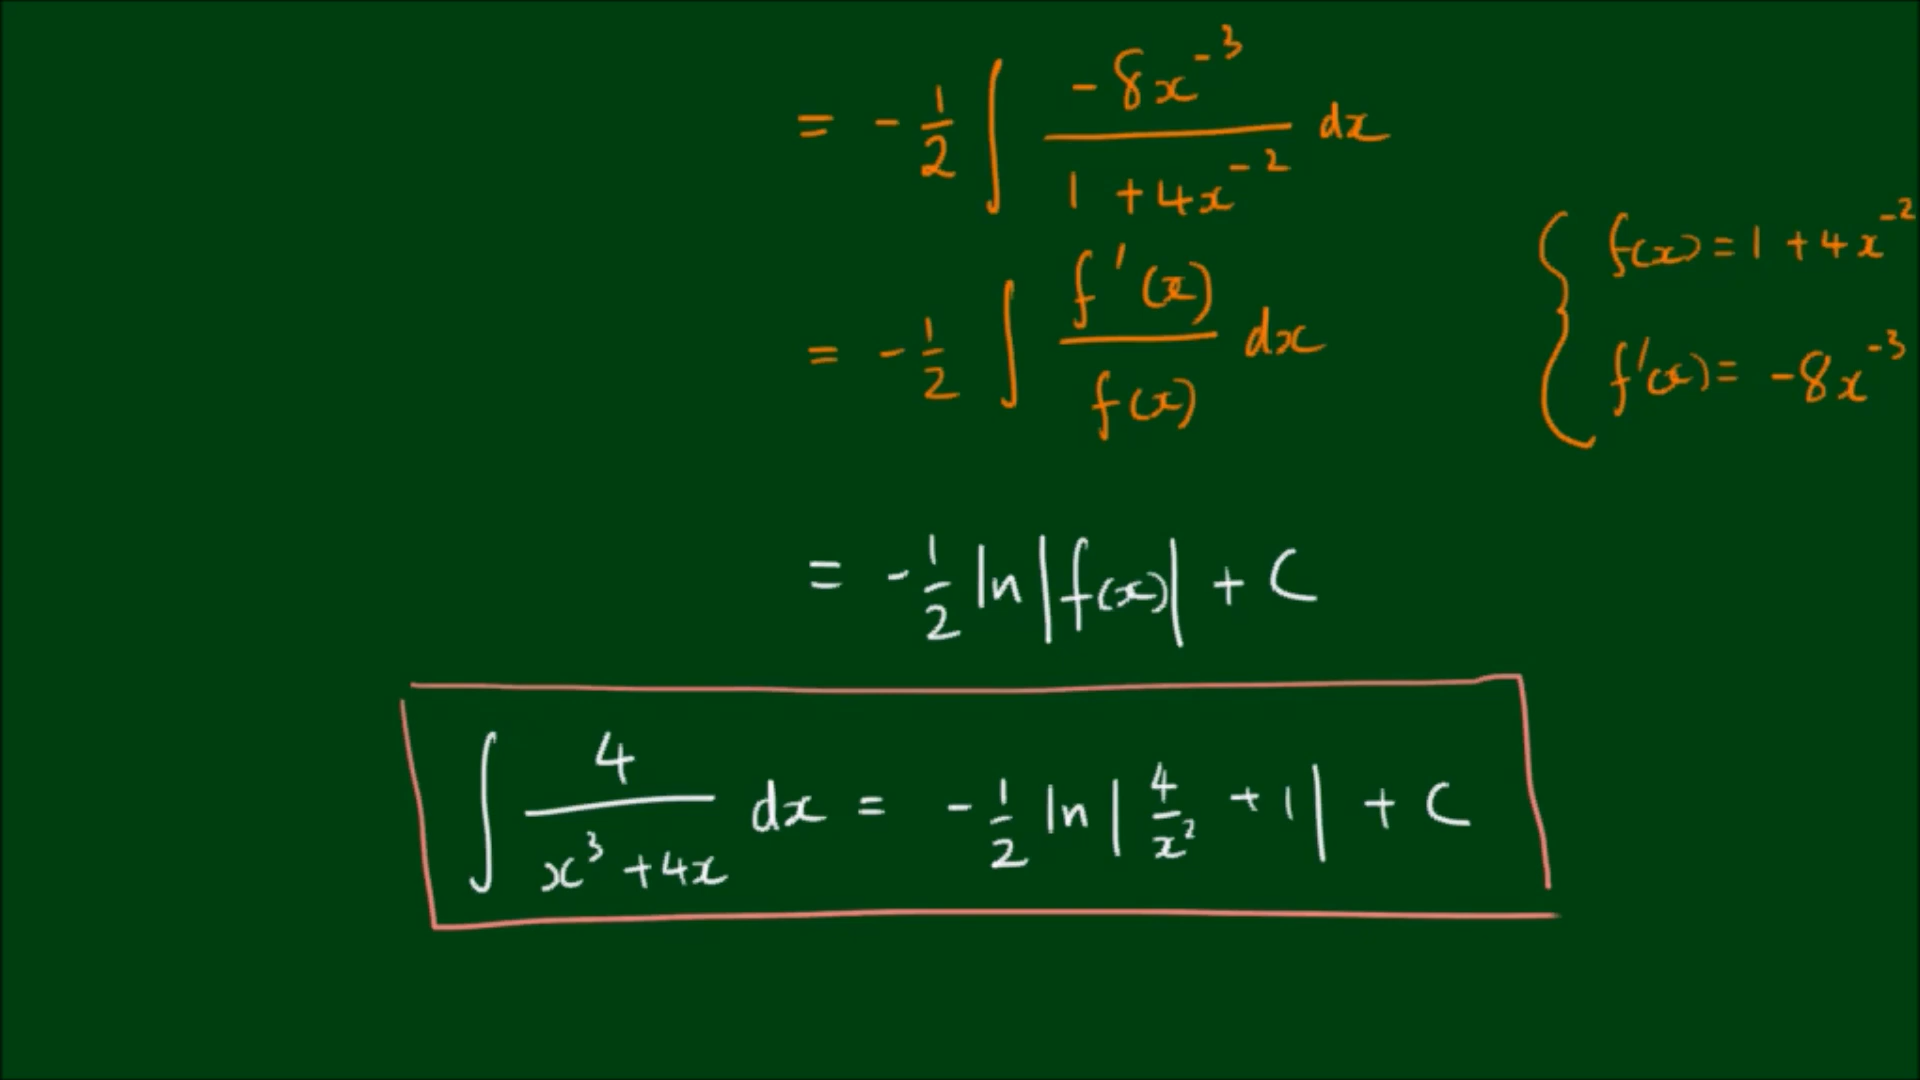 = -1/2 ∫ -8x⁻³ / (1 + 4x⁻²) dx
= -1/2 ∫ f'(x) / f(x) dx
{ f(x) = 1 + 4x⁻²
f'(x) = -8x⁻³
= -1/2 ln|f(x)| + C
∫ 4 / (x³ + 4x) dx = -1/2 ln|4/x² + 1| + C